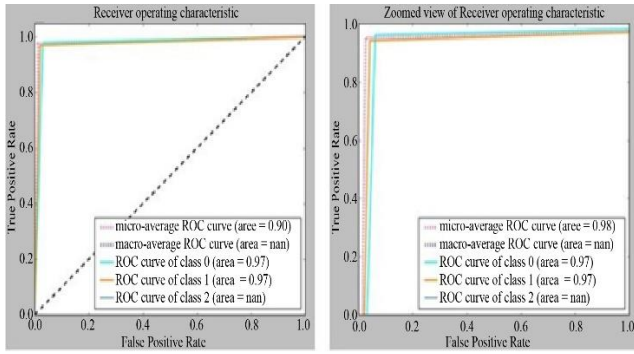 Receiver operating characteristic
1.0
0.8
0.6
0.4
0.2
0.0
True Positive Rate
micro-average ROC curve (aree = 0.90)
macro-average ROC curve (area = nan)
ROC curve of class 0 (area = 0.97)
ROC curve of class 1 (area = 0.97)
ROC curve of class 2 (area = nan)
0.0 0.2 0.4 0.6 0.8 1.0
False Positive Rate
Zoomed view of Receiver operating characteristic
1.0
0.8
0.6
0.4
0.2
0.0
True Positive Rate
micro-average ROC curve (area = 0.98)
macro-average ROC curve (area = nan)
ROC curve of class 0 (area = 0.97)
ROC curve of class 1 (area = 0.97)
ROC curve of class 2 (area = nan)
0.0 0.2 0.4 0.6 0.8 1.0
False Positive Rate